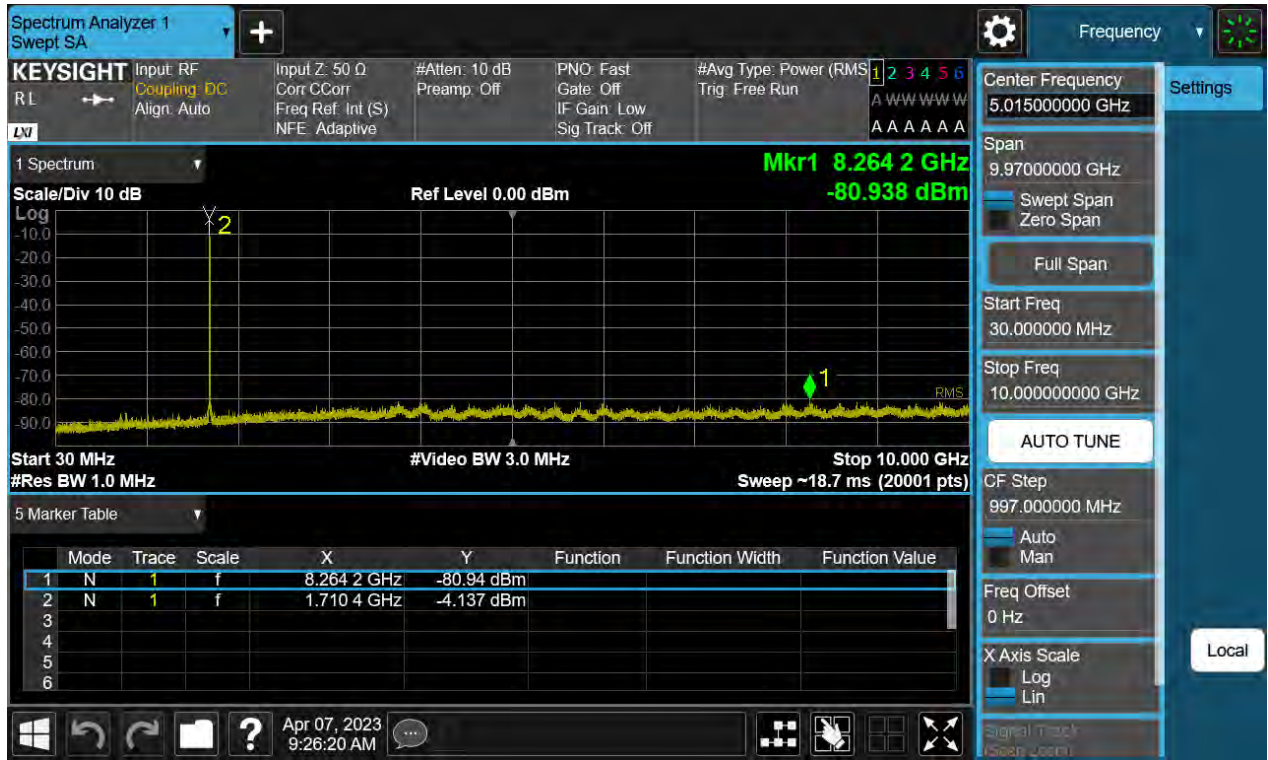 Spectrum Analyzer 1
Swept SA
+
Frequency
KEYSIGHT
RL
LXI
Input: RF
Coupling: DC
Align: Auto
Input Z: 50 Ω
Corr CCorr
Freq Ref: Int (S)
NFE: Adaptive
#Atten: 10 dB
Preamp: Off
PNO: Fast
Gate: Off
IF Gain: Low
Sig Track: Off
#Avg Type: Power (RMS
Trig: Free Run
1 2 3 4 5 6
A W W W W W
A A A A A A
1 Spectrum
Mkr1 8.264 2 GHz
Scale/Div 10 dB
Ref Level 0.00 dBm
-80.938 dBm
Log
2
-10.0
-20.0
-30.0
-40.0
-50.0
-60.0
-70.0
1
-80.0
RMS
-90.0
Start 30 MHz
#Video BW 3.0 MHz
Stop 10.000 GHz
#Res BW 1.0 MHz
Sweep ~18.7 ms (20001 pts)
5 Marker Table
Mode Trace Scale X Y Function Function Width Function Value
1 N 1 f 8.264 2 GHz -80.94 dBm
2 N 1 f 1.710 4 GHz -4.137 dBm
3
4
5
6
Center Frequency
5.015000000 GHz
Span
9.97000000 GHz
Swept Span
Zero Span
Full Span
Start Freq
30.000000 MHz
Stop Freq
10.000000000 GHz
AUTO TUNE
CF Step
997.000000 MHz
Auto
Man
Freq Offset
0 Hz
X Axis Scale
Log
Lin
Signal Track
(Span Zoom)
Settings
Local
?
Apr 07, 2023
9:26:20 AM